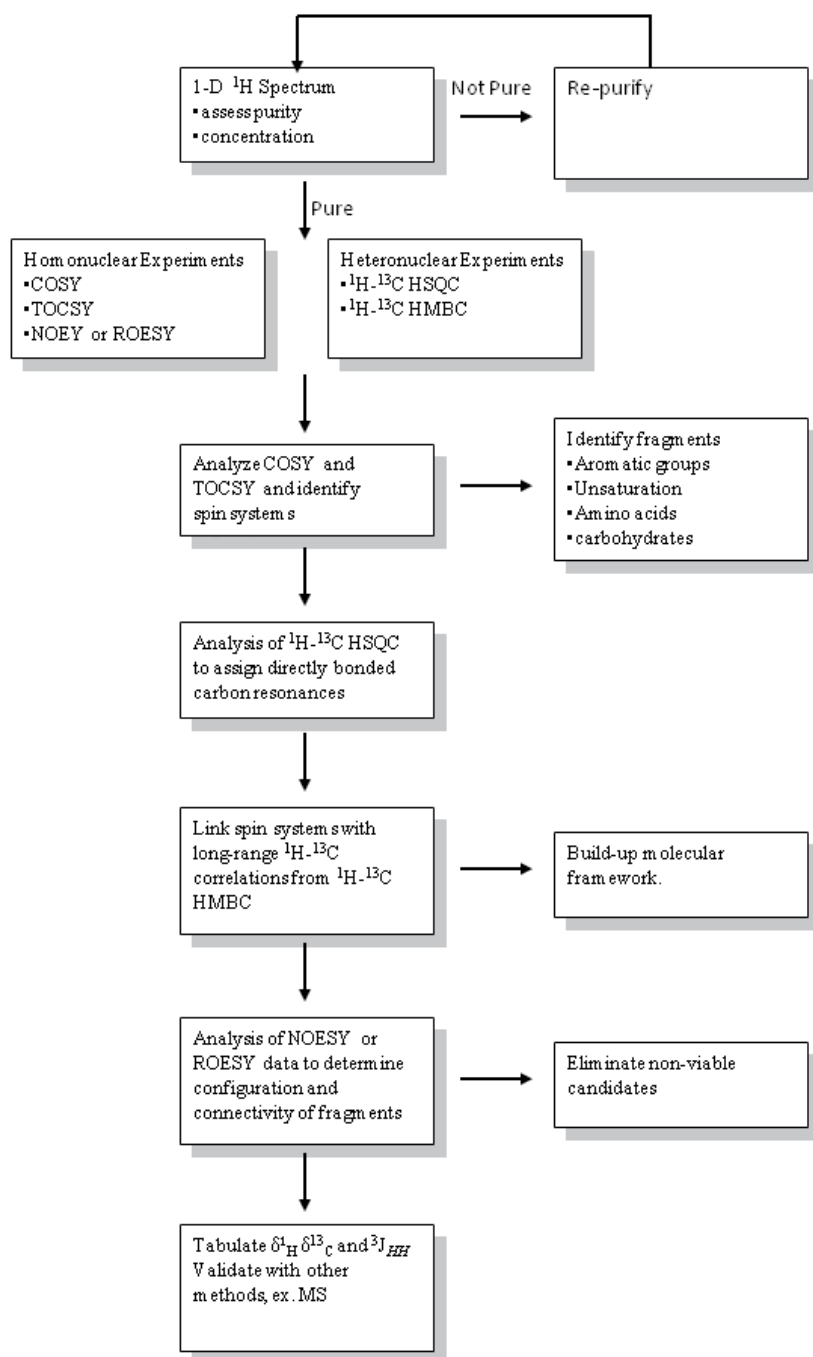 1-D ¹H Spectrum
▪assess purity
▪concentration
Not Pure
Re-purify
Pure
Homonuclear Experiments
▪COSY
▪TOCSY
▪NOEY or ROESY
Heteronuclear Experiments
▪¹H-¹³C HSQC
▪¹H-¹³C HMBC
Analyze COSY and
TOCSY and identify
spin systems
Identify fragments
▪Aromatic groups
▪Unsaturation
▪Amino acids
▪carbohydrates
Analysis of ¹H-¹³C HSQC
to assign directly bonded
carbon resonances
Link spin systems with
long-range ¹H-¹³C
correlations from ¹H-¹³C
HMBC
Build-up molecular
framework.
Analysis of NOESY or
ROESY data to determine
configuration and
connectivity of fragments
Eliminate non-viable
candidates
Tabulate δ¹H δ¹³C and ³JHH
Validate with other
methods, ex. MS